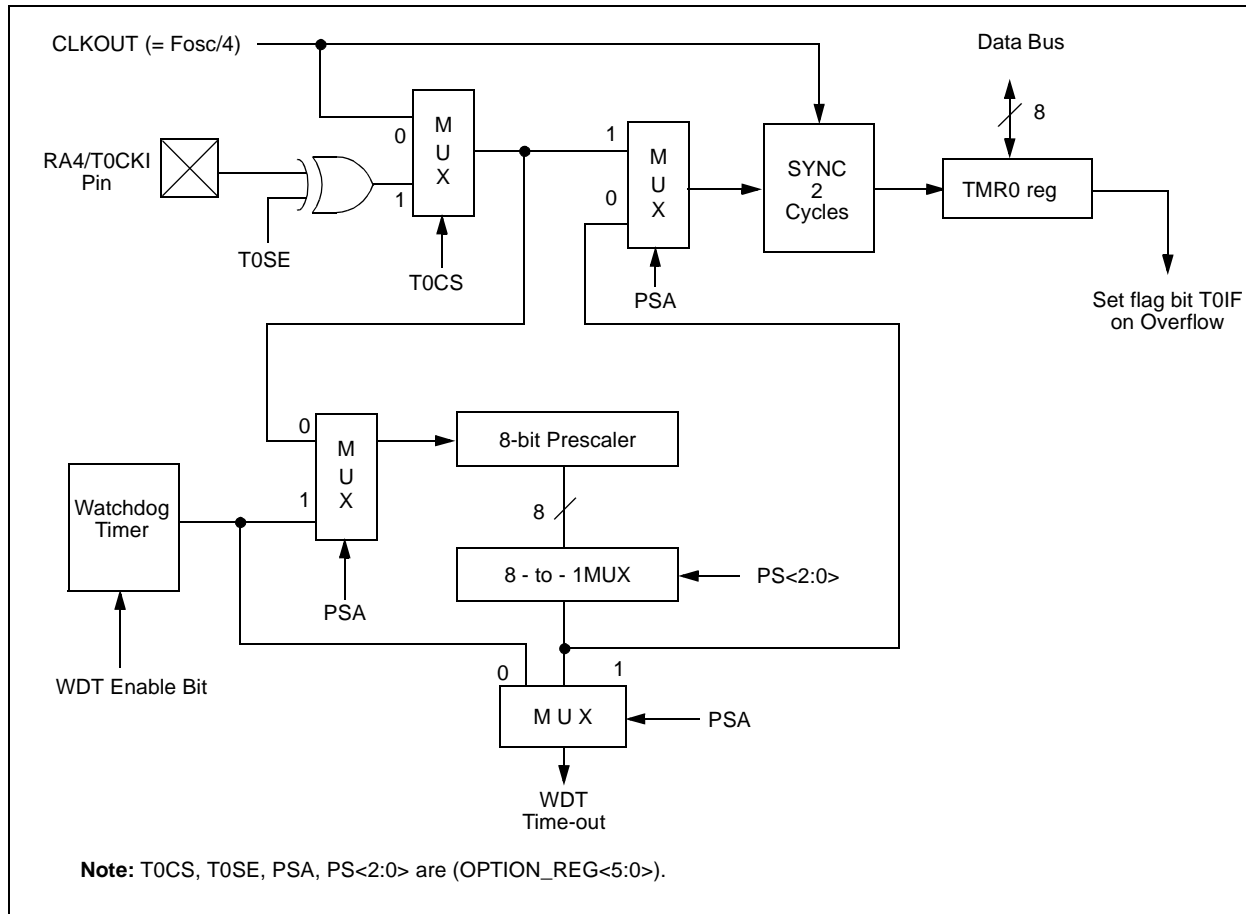 CLKOUT (= Fosc/4)
Data Bus
8
RA4/T0CKI
Pin
T0SE
0
1
M
U
X
T0CS
1
0
M
U
X
PSA
SYNC
2
Cycles
TMR0 reg
Set flag bit T0IF
on Overflow
0
1
M
U
X
PSA
8-bit Prescaler
8
8 - to - 1MUX
PS<2:0>
Watchdog
Timer
WDT Enable Bit
0
1
M U X
PSA
WDT
Time-out
Note: T0CS, T0SE, PSA, PS<2:0> are (OPTION_REG<5:0>).